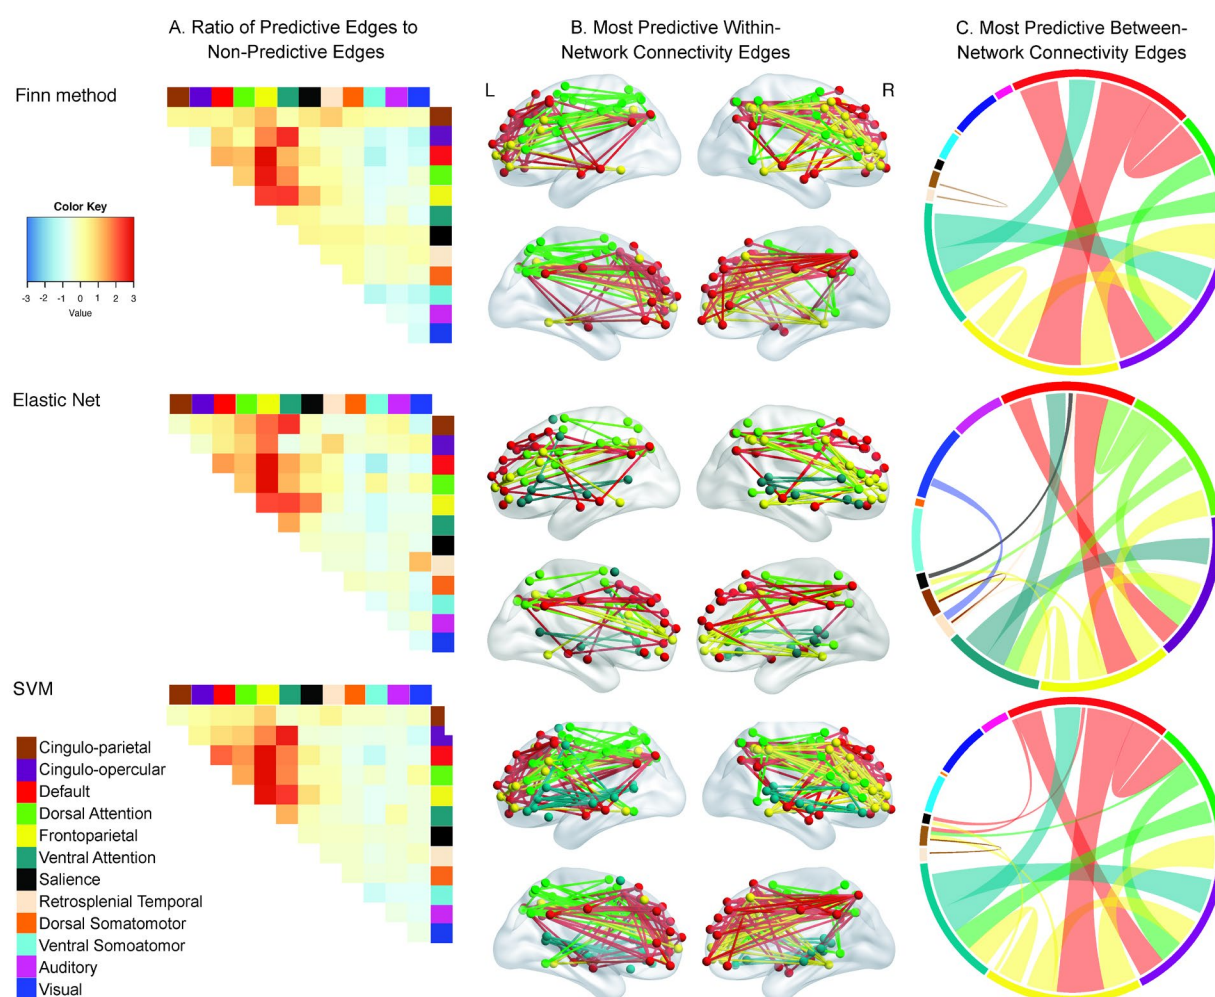 A. Ratio of Predictive Edges to
Non-Predictive Edges
B. Most Predictive Within-
Network Connectivity Edges
C. Most Predictive Between-
Network Connectivity Edges
Finn method
L
R
Color Key
-3 -2 -1 0 1 2 3
Value
Elastic Net
SVM
Cingulo-parietal
Cingulo-opercular
Default
Dorsal Attention
Frontoparietal
Ventral Attention
Salience
Retrosplenial Temporal
Dorsal Somatomotor
Ventral Somoatomor
Auditory
Visual